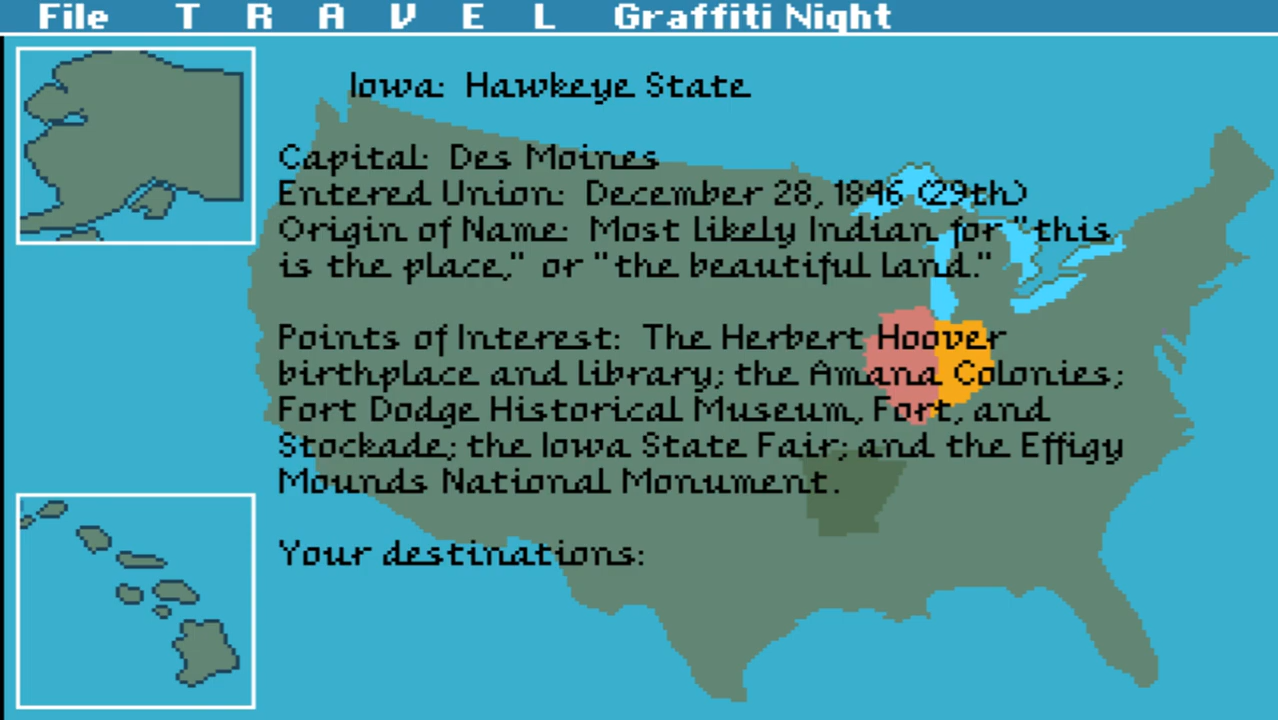 File T R A V E L Graffiti Night
Iowa: Hawkeye State
Capital: Des Moines
Entered Union: December 28, 1846 (29th)
Origin of Name: Most likely Indian for "this
is the place," or "the beautiful land."
Points of Interest: The Herbert Hoover
birthplace and library; the Amana Colonies;
Fort Dodge Historical Museum, Fort, and
Stockade; the Iowa State Fair; and the Effigy
Mounds National Monument.
Your destinations: